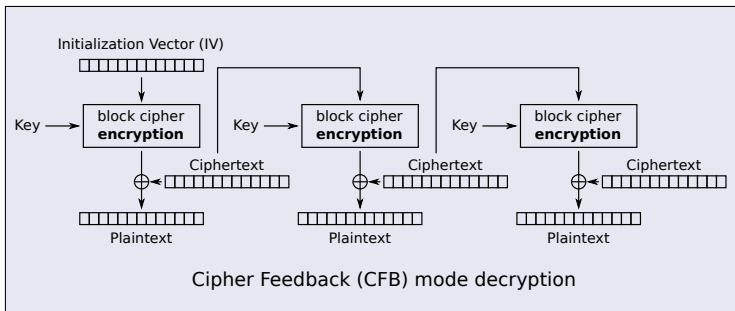 Initialization Vector (IV)
Key
block cipher
encryption
Key
block cipher
encryption
Key
block cipher
encryption
Ciphertext
Ciphertext
Ciphertext
Plaintext
Plaintext
Plaintext
Cipher Feedback (CFB) mode decryption